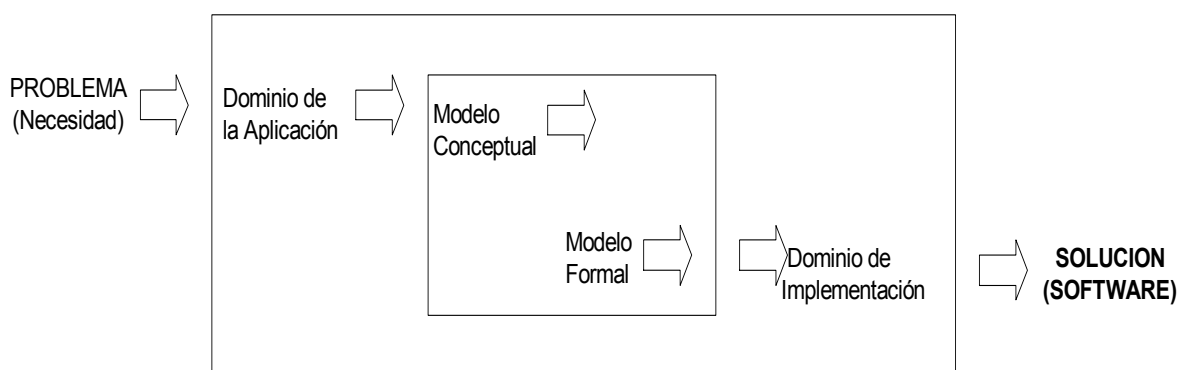 PROBLEMA
(Necesidad)
Dominio de
la Aplicación
Modelo
Conceptual
Modelo
Formal
Dominio de
Implementación
SOLUCION
(SOFTWARE)